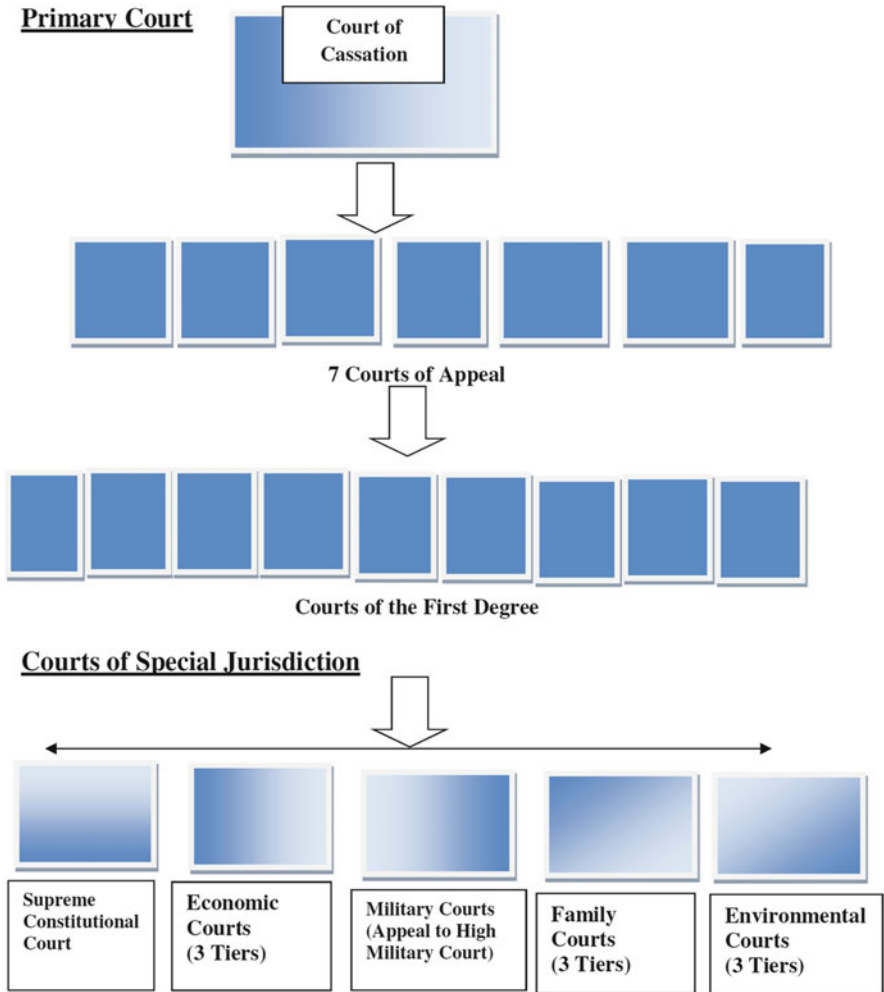 Primary Court
Court of
Cassation
7 Courts of Appeal
Courts of the First Degree
Courts of Special Jurisdiction
Supreme
Constitutional
Court
Economic
Courts
(3 Tiers)
Military Courts
(Appeal to High
Military Court)
Family
Courts
(3 Tiers)
Environmental
Courts
(3 Tiers)